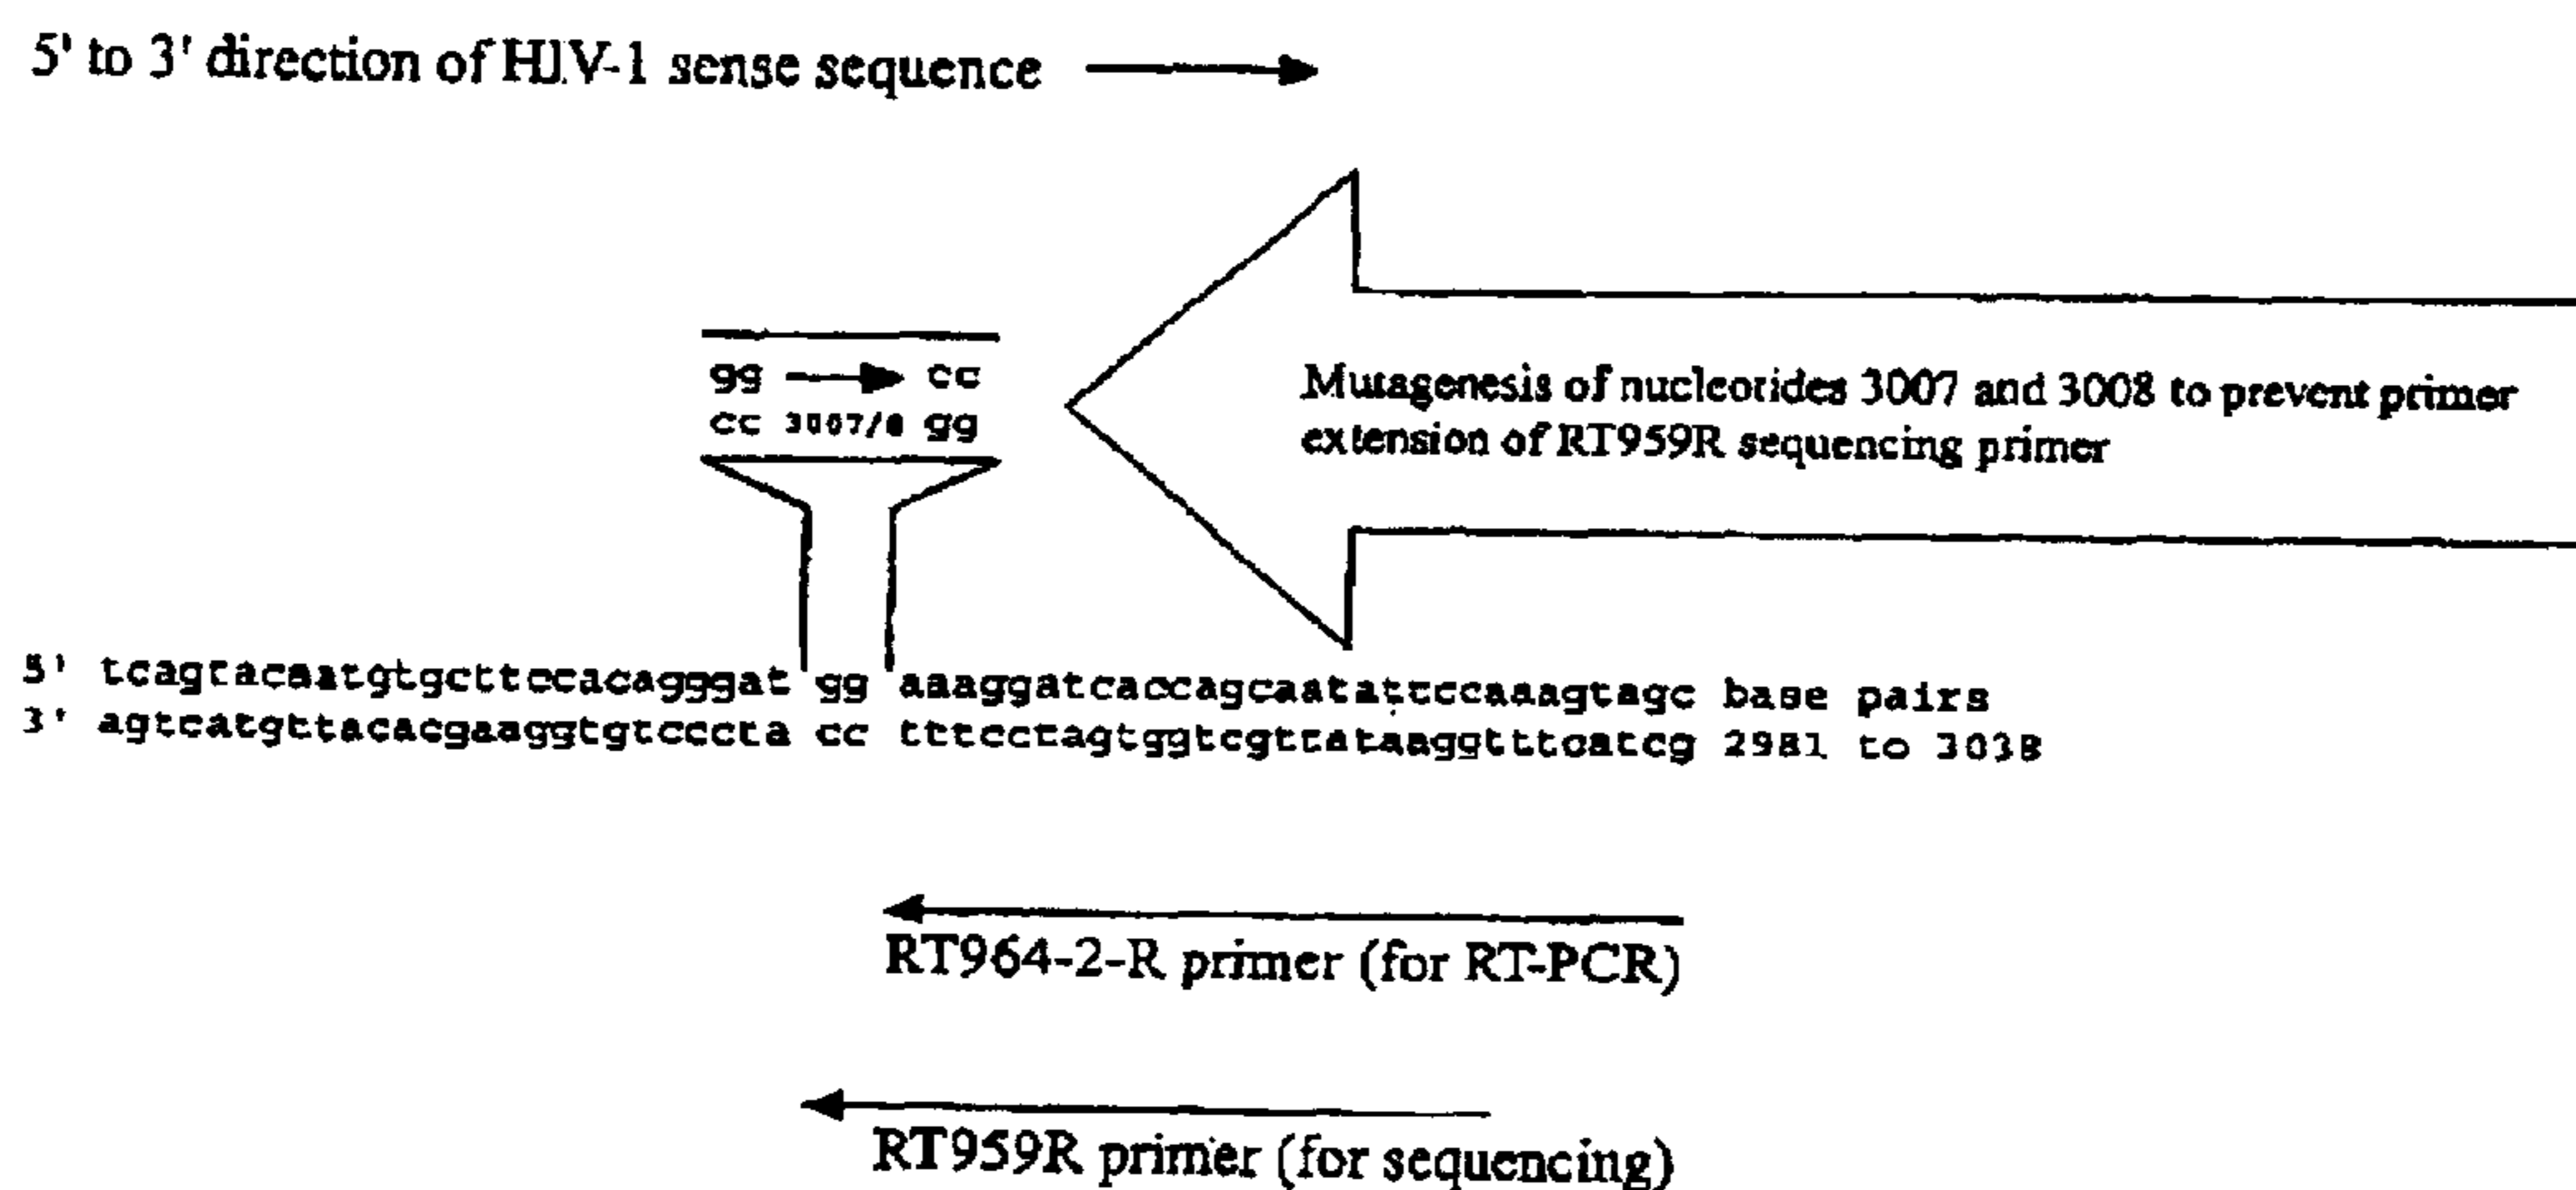 5' to 3' direction of HIV-1 sense sequence
gg cc
cc 3007/8 gg
Mutagenesis of nucleotides 3007 and 3008 to prevent primer
extension of RT959R sequencing primer
5' tcagtacaatgtgcttccacagggat gg aaaggatcaccagcaatattcccaaagtagc base pairs
3' agtcatgttacacgaaggtgtcccta cc tttcctagtggtcgttataaggtttcatcg 2981 to 3038
RT964-2-R primer (for RT-PCR)
RT959R primer (for sequencing)